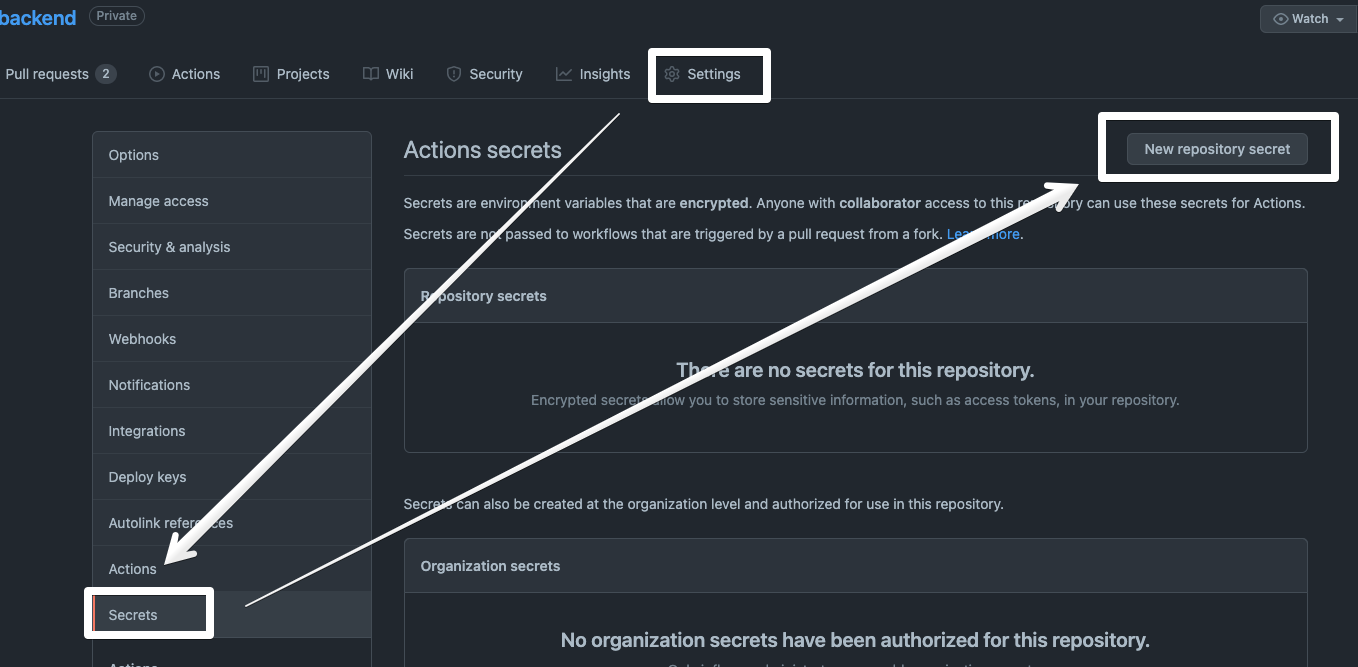 backend Private
Watch
Pull requests 2 Actions Projects Wiki Security Insights Settings
Options
Manage access
Security & analysis
Branches
Webhooks
Notifications
Integrations
Deploy keys
Autolink references
Actions
Secrets
Actions secrets
New repository secret
Secrets are environment variables that are encrypted. Anyone with collaborator access to this repository can use these secrets for Actions.
Secrets are not passed to workflows that are triggered by a pull request from a fork. Learn more.
Repository secrets
There are no secrets for this repository.
Encrypted secrets allow you to store sensitive information, such as access tokens, in your repository.
Secrets can also be created at the organization level and authorized for use in this repository.
Organization secrets
No organization secrets have been authorized for this repository.